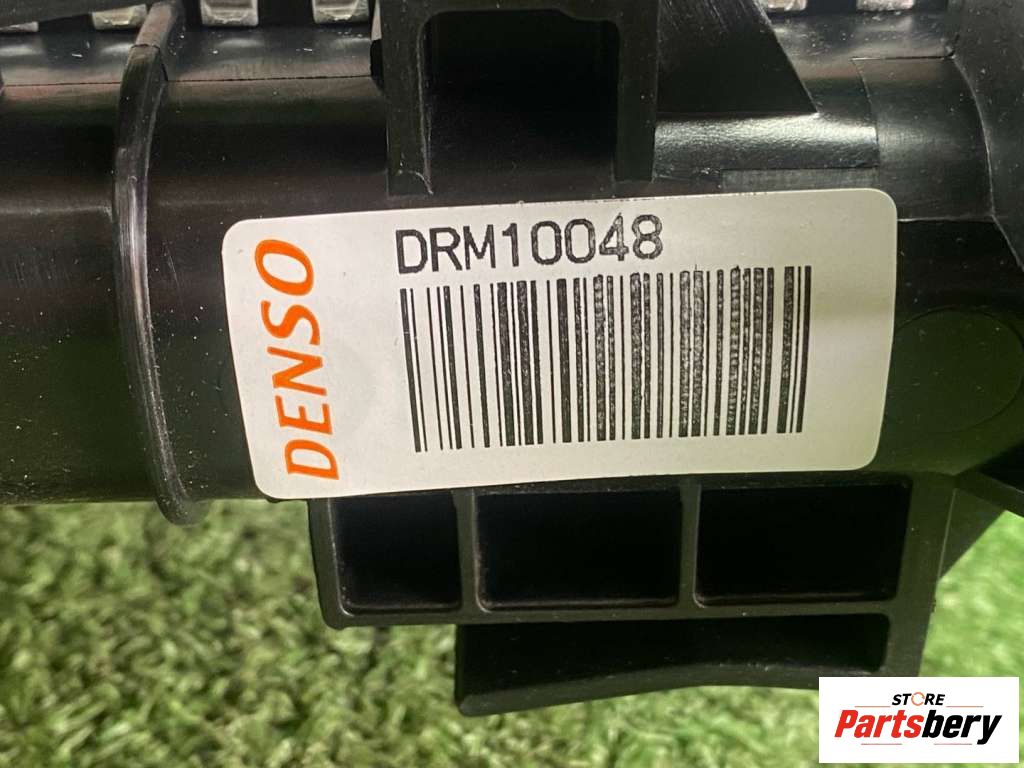 DENSO
DRM10048
STORE
Partsbery